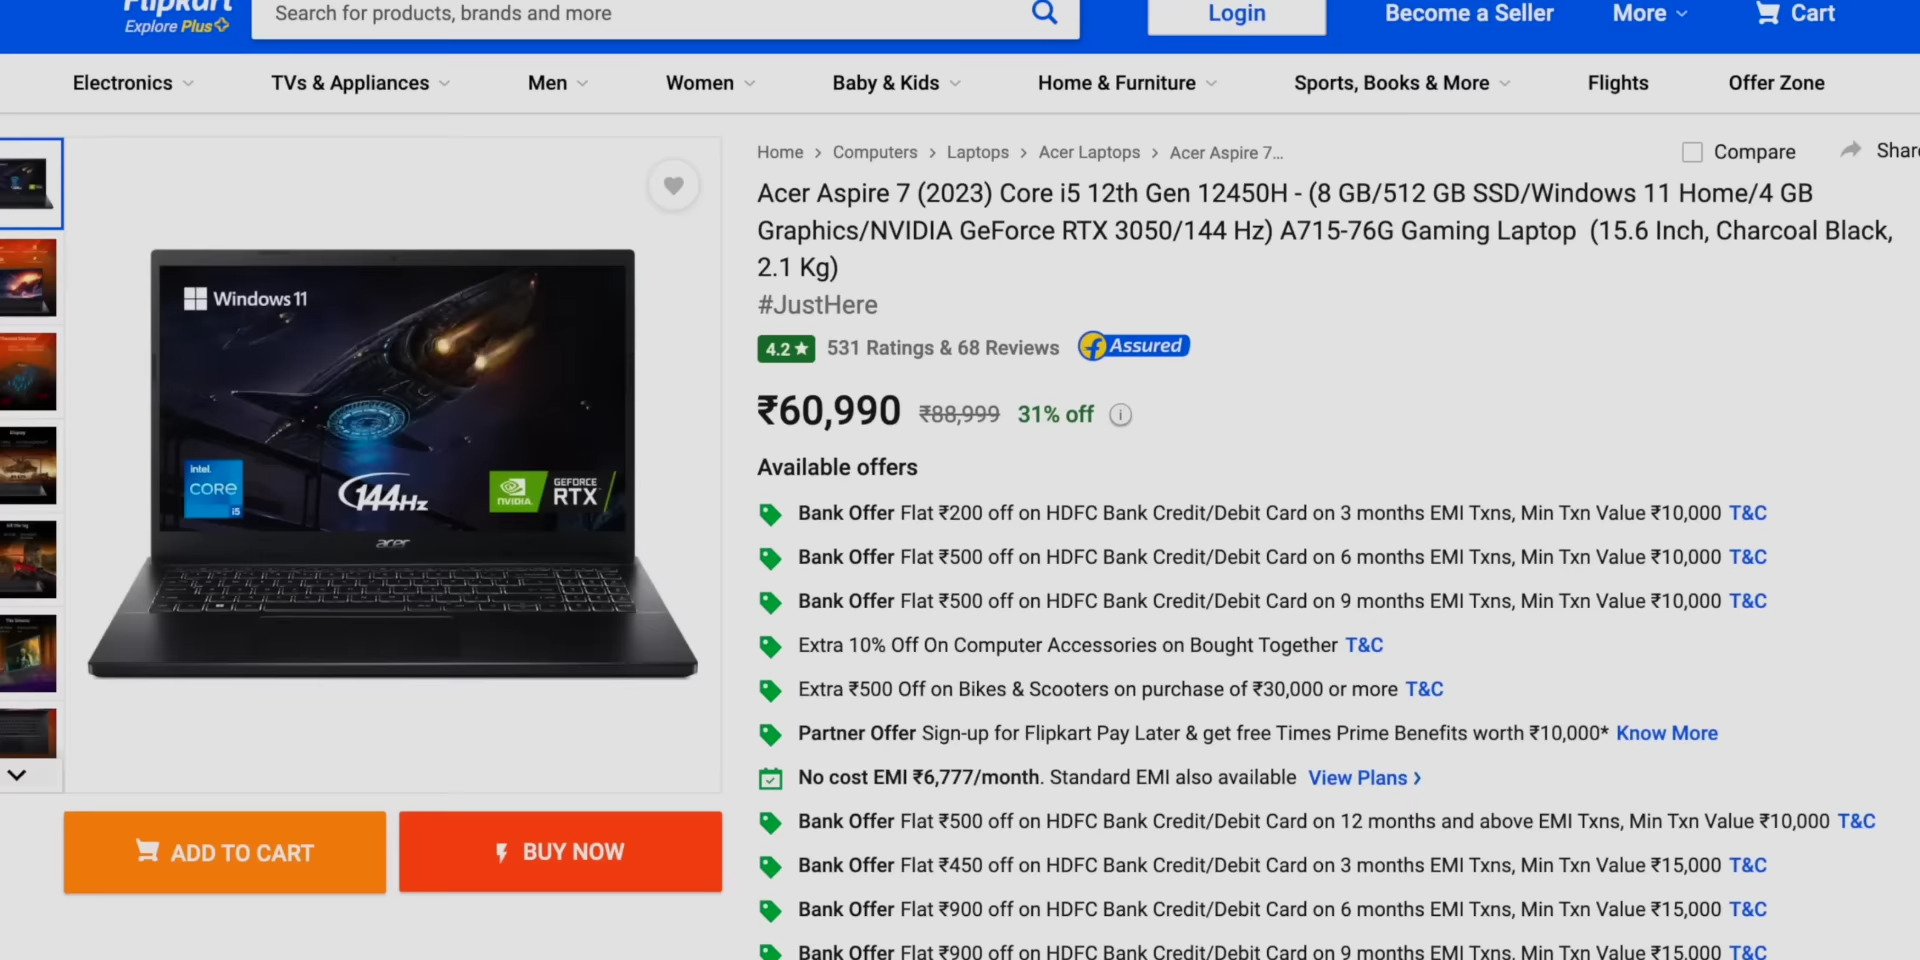 Flipkart
Explore Plus
Search for products, brands and more
Login
Become a Seller
More
Cart
Electronics
TVs & Appliances
Men
Women
Baby & Kids
Home & Furniture
Sports, Books & More
Flights
Offer Zone
Home > Computers > Laptops > Acer Laptops > Acer Aspire 7...
Compare
Share
Acer Aspire 7 (2023) Core i5 12th Gen 12450H - (8 GB/512 GB SSD/Windows 11 Home/4 GB
Graphics/NVIDIA GeForce RTX 3050/144 Hz) A715-76G Gaming Laptop (15.6 Inch, Charcoal Black,
2.1 Kg)
#JustHere
4.2★ 531 Ratings & 68 Reviews
Assured
₹60,990 ₹88,999 31% off
Available offers
Bank Offer Flat ₹200 off on HDFC Bank Credit/Debit Card on 3 months EMI Txns, Min Txn Value ₹10,000 T&C
Bank Offer Flat ₹500 off on HDFC Bank Credit/Debit Card on 6 months EMI Txns, Min Txn Value ₹10,000 T&C
Bank Offer Flat ₹500 off on HDFC Bank Credit/Debit Card on 9 months EMI Txns, Min Txn Value ₹10,000 T&C
Extra 10% Off On Computer Accessories on Bought Together T&C
Extra ₹500 Off on Bikes & Scooters on purchase of ₹30,000 or more T&C
Partner Offer Sign-up for Flipkart Pay Later & get free Times Prime Benefits worth ₹10,000* Know More
No cost EMI ₹6,777/month. Standard EMI also available View Plans >
Bank Offer Flat ₹500 off on HDFC Bank Credit/Debit Card on 12 months and above EMI Txns, Min Txn Value ₹10,000 T&C
Bank Offer Flat ₹450 off on HDFC Bank Credit/Debit Card on 3 months EMI Txns, Min Txn Value ₹15,000 T&C
Bank Offer Flat ₹900 off on HDFC Bank Credit/Debit Card on 6 months EMI Txns, Min Txn Value ₹15,000 T&C
Bank Offer Flat ₹900 off on HDFC Bank Credit/Debit Card on 9 months EMI Txns, Min Txn Value ₹15,000 T&C
Windows 11
intel
CORE
i5
144Hz
NVIDIA
GEFORCE
RTX
acer
ADD TO CART
BUY NOW